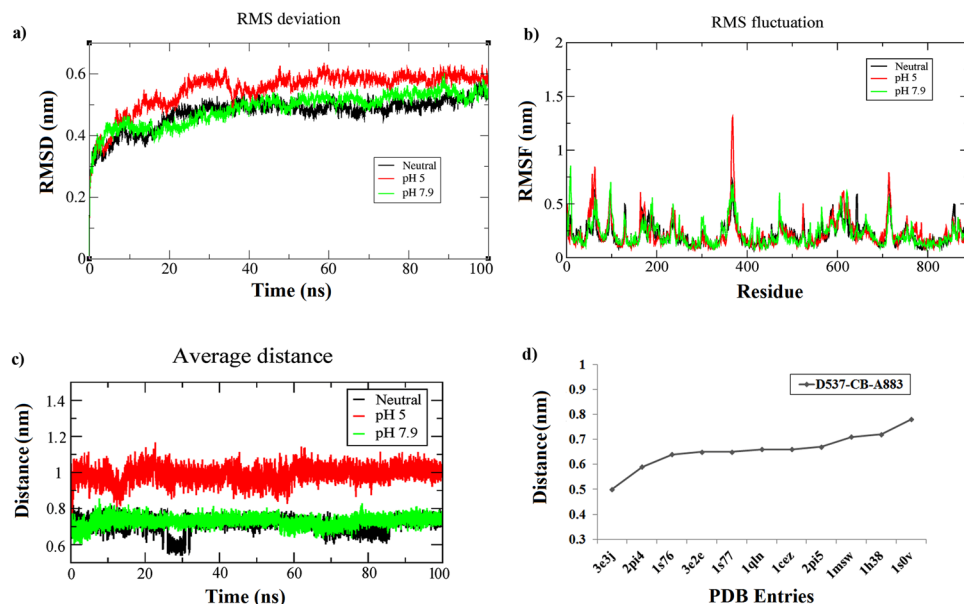 a)
RMS deviation
RMSD (nm)
0.6
0.4
0.2
0
0 20 40 60 80 100
Time (ns)
Neutral
pH 5
pH 7.9
b)
RMS fluctuation
RMSF (nm)
2
1.5
1
0.5
0
0 200 400 600 800
Residue
Neutral
pH 5
pH 7.9
c)
Average distance
Distance (nm)
1.4
1.2
1
0.8
0.6
0 20 40 60 80 100
Time (ns)
Neutral
pH 5
pH 7.9
d)
Distance (nm)
1
0.9
0.8
0.7
0.6
0.5
0.4
0.3
D537-CB-A883
3e3j 2pi4 1s76 3e2e 1s77 1qln 1cez 2pi5 1msw 1h38 1s0v
PDB Entries